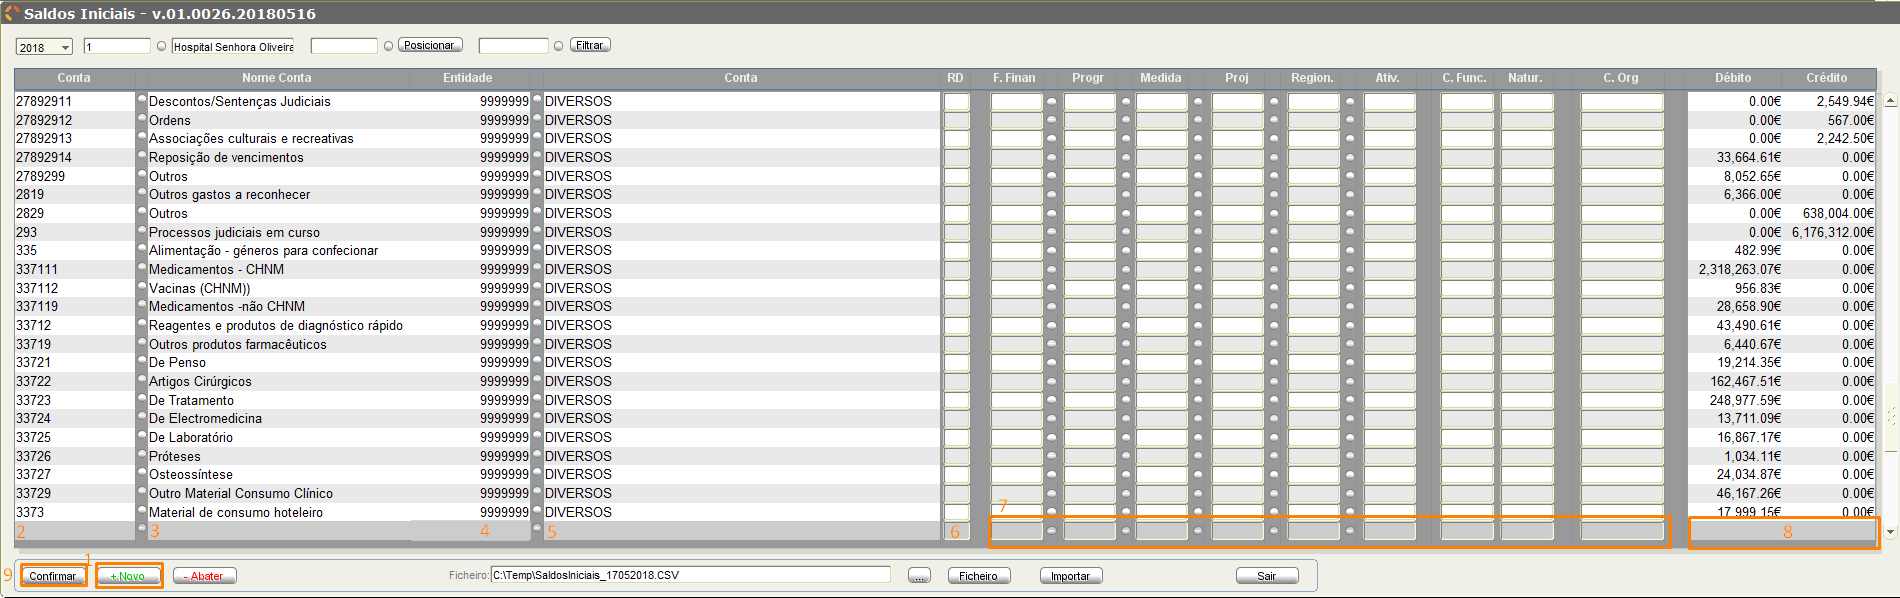 Saldos Iniciais - v.01.0026.20180516
2018 1 Hospital Senhora Oliveira Posicionar Filtrar
Conta Nome Conta Entidade Conta RD F. Finan Progr Medida Proj Region. Ativ. C. Func. Natur. C. Org Débito Crédito
27892911 Descontos/Sentenças Judiciais 9999999 DIVERSOS 0.00€ 2,549.94€
27892912 Ordens 9999999 DIVERSOS 0.00€ 567.00€
27892913 Associações culturais e recreativas 9999999 DIVERSOS 0.00€ 2,242.50€
27892914 Reposição de vencimentos 9999999 DIVERSOS 33,664.61€ 0.00€
2789299 Outros 9999999 DIVERSOS 8,052.65€ 0.00€
2819 Outros gastos a reconhecer 9999999 DIVERSOS 6,366.00€ 0.00€
2829 Outros 9999999 DIVERSOS 0.00€ 638,004.00€
293 Processos judiciais em curso 9999999 DIVERSOS 0.00€ 6,176,312.00€
335 Alimentação - géneros para confecionar 9999999 DIVERSOS 482.99€ 0.00€
337111 Medicamentos - CHNM 9999999 DIVERSOS 2,318,263.07€ 0.00€
337112 Vacinas (CHNM)) 9999999 DIVERSOS 956.83€ 0.00€
337119 Medicamentos -não CHNM 9999999 DIVERSOS 28,658.90€ 0.00€
33712 Reagentes e produtos de diagnóstico rápido 9999999 DIVERSOS 43,490.61€ 0.00€
33719 Outros produtos farmacêuticos 9999999 DIVERSOS 6,440.67€ 0.00€
33721 De Penso 9999999 DIVERSOS 19,214.35€ 0.00€
33722 Artigos Cirúrgicos 9999999 DIVERSOS 162,467.51€ 0.00€
33723 De Tratamento 9999999 DIVERSOS 248,977.59€ 0.00€
33724 De Electromedicina 9999999 DIVERSOS 13,711.09€ 0.00€
33725 De Laboratório 9999999 DIVERSOS 16,867.17€ 0.00€
33726 Próteses 9999999 DIVERSOS 1,034.11€ 0.00€
33727 Osteossíntese 9999999 DIVERSOS 24,034.87€ 0.00€
33729 Outro Material Consumo Clínico 9999999 DIVERSOS 46,167.26€ 0.00€
3373 Material de consumo hoteleiro 9999999 DIVERSOS 7 17,999.15€ 0.00€
2 3 4 5 6 8
9 Confirmar 1 + Novo - Abater Ficheiro: C:\Temp\SaldosIniciais_17052018.CSV ... Ficheiro Importar Sair